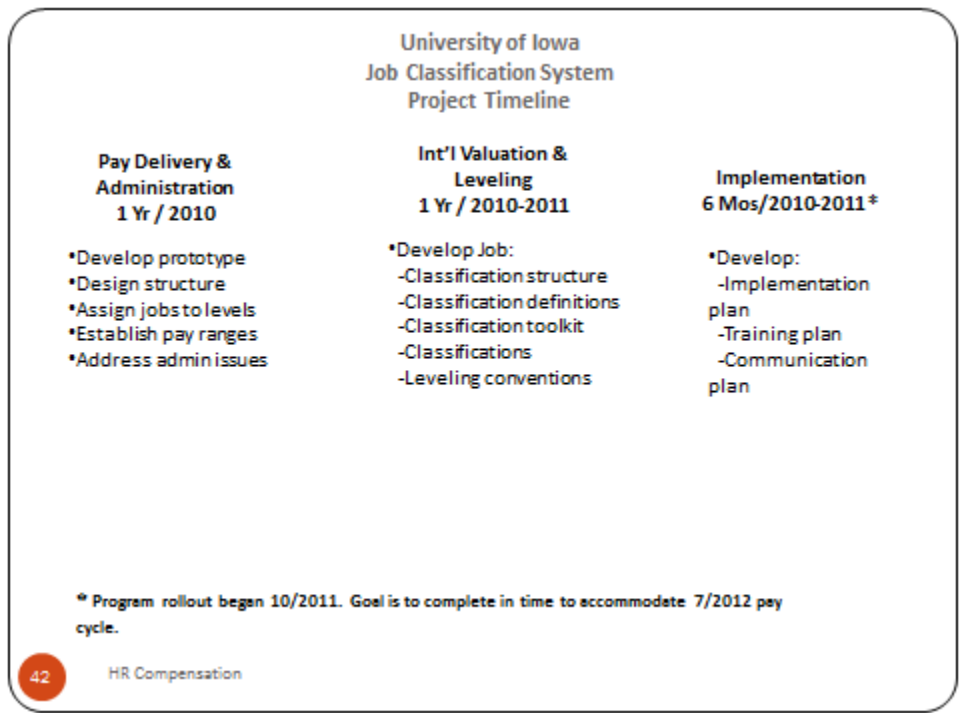 University of Iowa
Job Classification System
Project Timeline
Pay Delivery &
Administration
1 Yr / 2010
•Develop prototype
•Design structure
•Assign jobs to levels
•Establish pay ranges
•Address admin issues
Int'l Valuation &
Leveling
1 Yr / 2010-2011
•Develop Job:
-Classification structure
-Classification definitions
-Classification toolkit
-Classifications
-Leveling conventions
Implementation
6 Mos/2010-2011*
•Develop:
-Implementation
plan
-Training plan
-Communication
plan
* Program rollout began 10/2011. Goal is to complete in time to accommodate 7/2012 pay
cycle.
42
HR Compensation